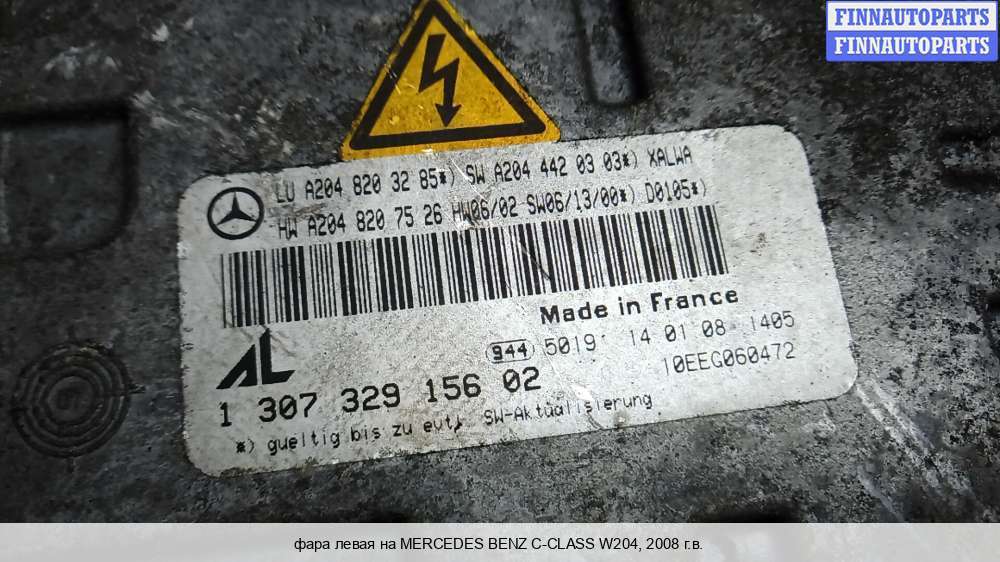 FINNAUTOPARTS
FINNAUTOPARTS
LU A204 820 32 85*) SW A204 442 03 03*) XALWA
HW A204 820 75 26 HW06/02 SW06/13/00*) D0105*)
Made in France
944 5019 14 01 08 1405
AL
10EEG060472
1 307 329 156 02
*) gueltig bis zu evtl. SW-Aktualisierung
фара левая на MERCEDES BENZ C-CLASS W204, 2008 г.в.